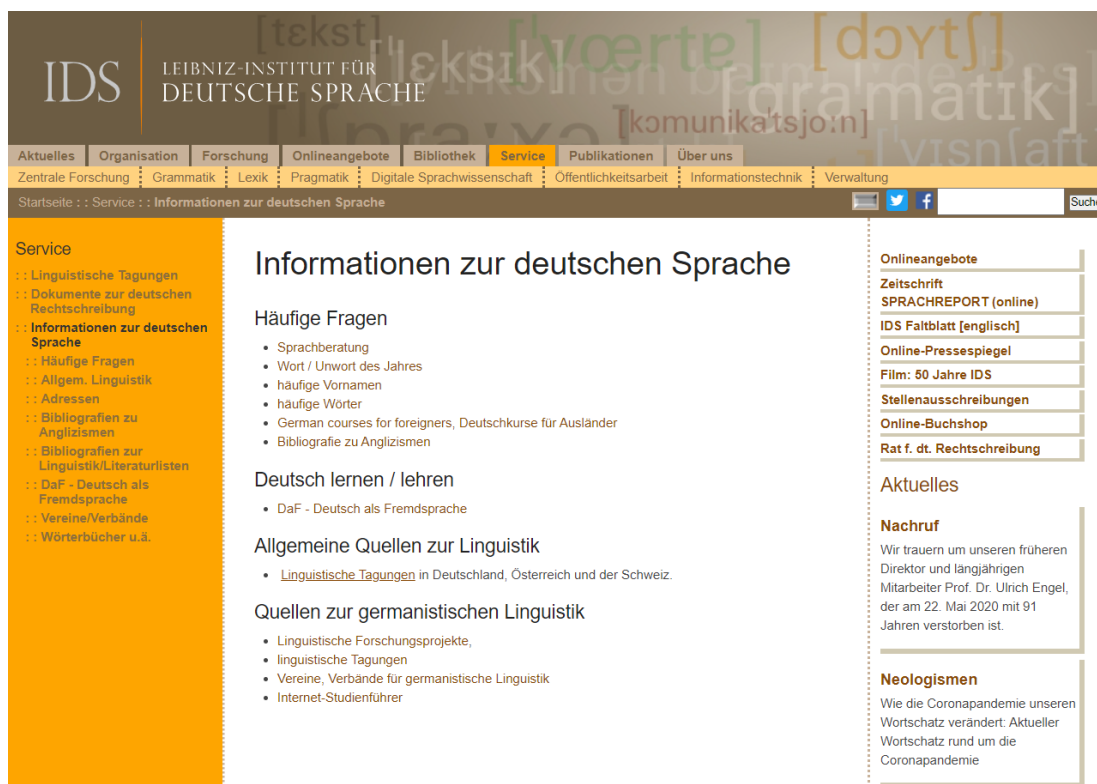 IDS
LEIBNIZ-INSTITUT FÜR
DEUTSCHE SPRACHE
[komunikaˈtsjoːn]
Aktuelles Organisation Forschung Onlineangebote Bibliothek Service Publikationen Über uns
Zentrale Forschung Grammatik Lexik Pragmatik Digitale Sprachwissenschaft Öffentlichkeitsarbeit Informationstechnik Verwaltung
Startseite : : Service : : Informationen zur deutschen Sprache
Suche
Service
: : Linguistische Tagungen
: : Dokumente zur deutschen
Rechtschreibung
: : Informationen zur deutschen
Sprache
: : Häufige Fragen
: : Allgem. Linguistik
: : Adressen
: : Bibliografien zu
Anglizismen
: : Bibliografien zur
Linguistik/Literaturlisten
: : DaF - Deutsch als
Fremdsprache
: : Vereine/Verbände
: : Wörterbücher u.ä.
Informationen zur deutschen Sprache
Häufige Fragen
• Sprachberatung
• Wort / Unwort des Jahres
• häufige Vornamen
• häufige Wörter
• German courses for foreigners, Deutschkurse für Ausländer
• Bibliografie zu Anglizismen
Deutsch lernen / lehren
• DaF - Deutsch als Fremdsprache
Allgemeine Quellen zur Linguistik
• Linguistische Tagungen in Deutschland, Österreich und der Schweiz.
Quellen zur germanistischen Linguistik
• Linguistische Forschungsprojekte,
• linguistische Tagungen
• Vereine, Verbände für germanistische Linguistik
• Internet-Studienführer
Onlineangebote
Zeitschrift
SPRACHREPORT (online)
IDS Faltblatt [englisch]
Online-Pressespiegel
Film: 50 Jahre IDS
Stellenausschreibungen
Online-Buchshop
Rat f. dt. Rechtschreibung
Aktuelles
Nachruf
Wir trauern um unseren früheren
Direktor und längjährigen
Mitarbeiter Prof. Dr. Ulrich Engel,
der am 22. Mai 2020 mit 91
Jahren verstorben ist.
Neologismen
Wie die Coronapandemie unseren
Wortschatz verändert: Aktueller
Wortschatz rund um die
Coronapandemie